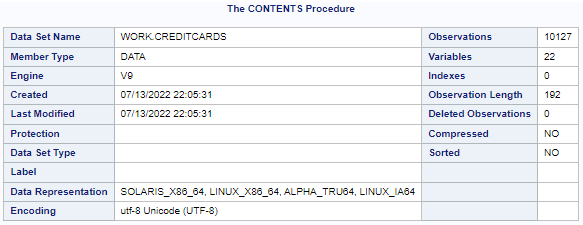 The CONTENTS Procedure
Data Set Name WORK.CREDITCARDS Observations 10127
Member Type DATA Variables 22
Engine V9 Indexes 0
Created 07/13/2022 22:05:31 Observation Length 192
Last Modified 07/13/2022 22:05:31 Deleted Observations 0
Protection Compressed NO
Data Set Type Sorted NO
Label
Data Representation SOLARIS_X86_64, LINUX_X86_64, ALPHA_TRU64, LINUX_IA64
Encoding utf-8 Unicode (UTF-8)